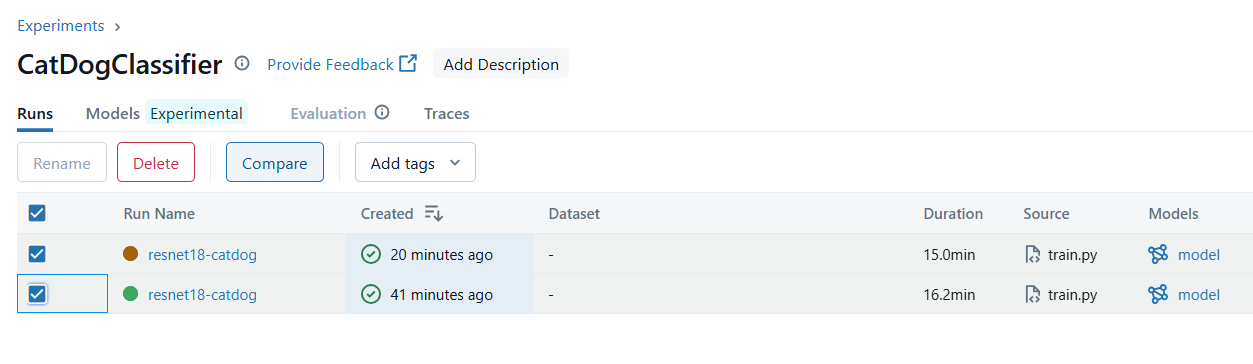 Experiments >
CatDogClassifier Provide Feedback Add Description
Runs Models Experimental Evaluation Traces
Rename Delete Compare Add tags
Run Name Created Dataset Duration Source Models
resnet18-catdog 20 minutes ago - 15.0min train.py model
resnet18-catdog 41 minutes ago - 16.2min train.py model